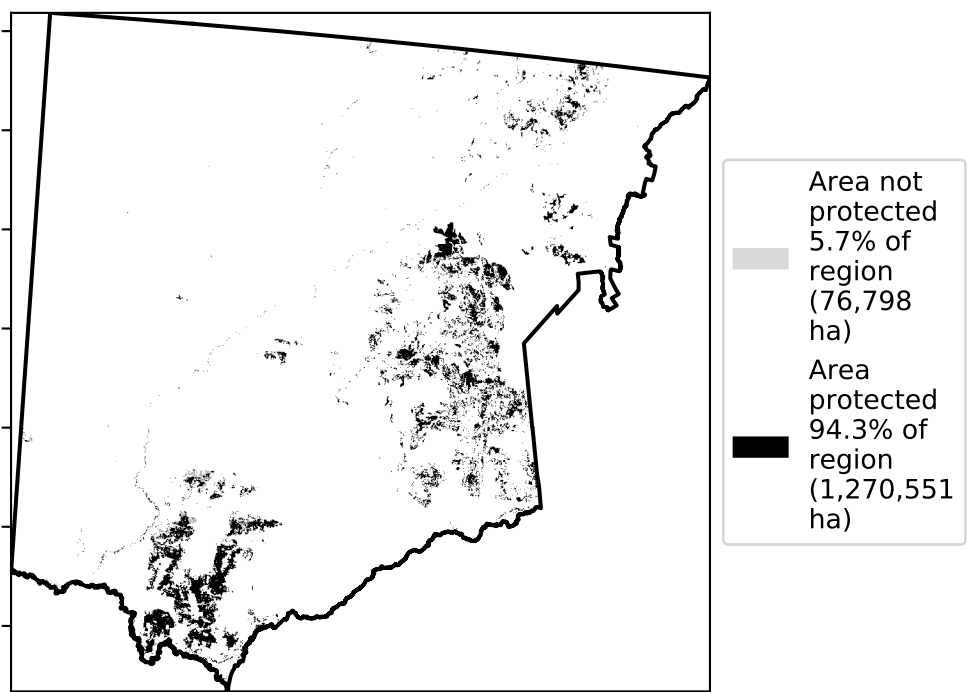 Area not
protected
5.7% of
region
(76,798
ha)
Area
protected
94.3% of
region
(1,270,551
ha)